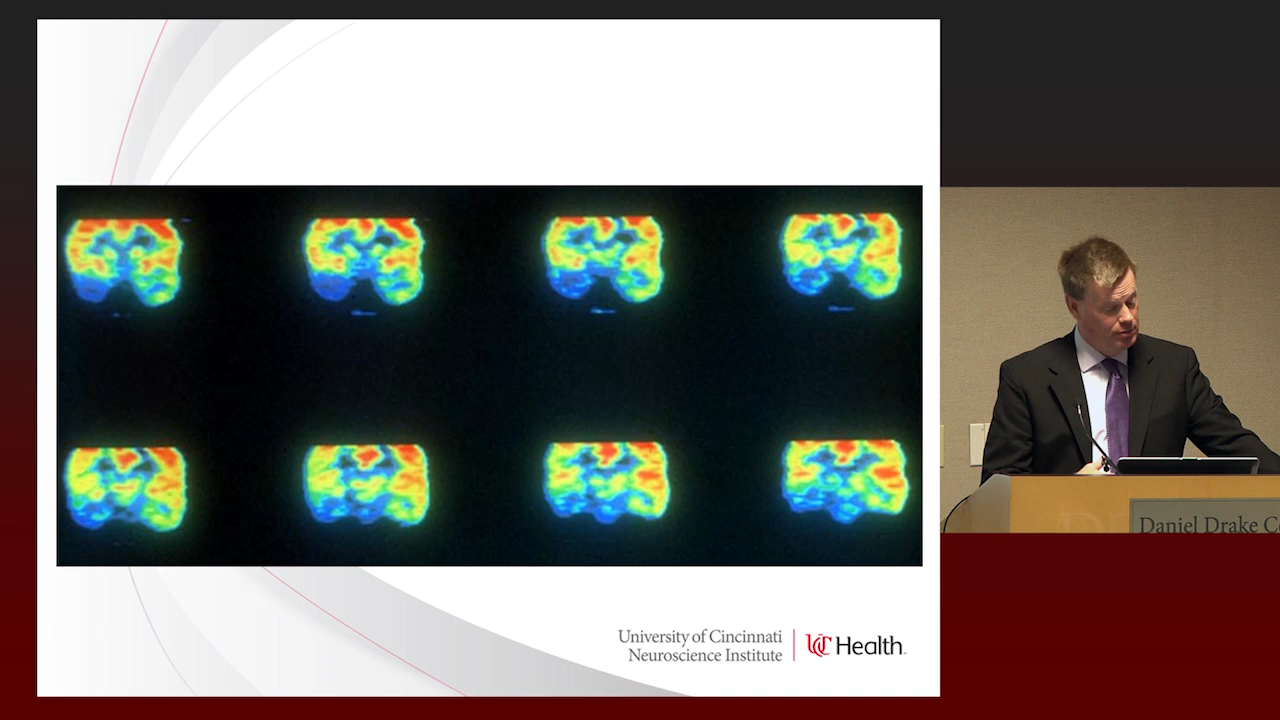 University of Cincinnati
Neuroscience Institute
UC Health
Daniel Drake